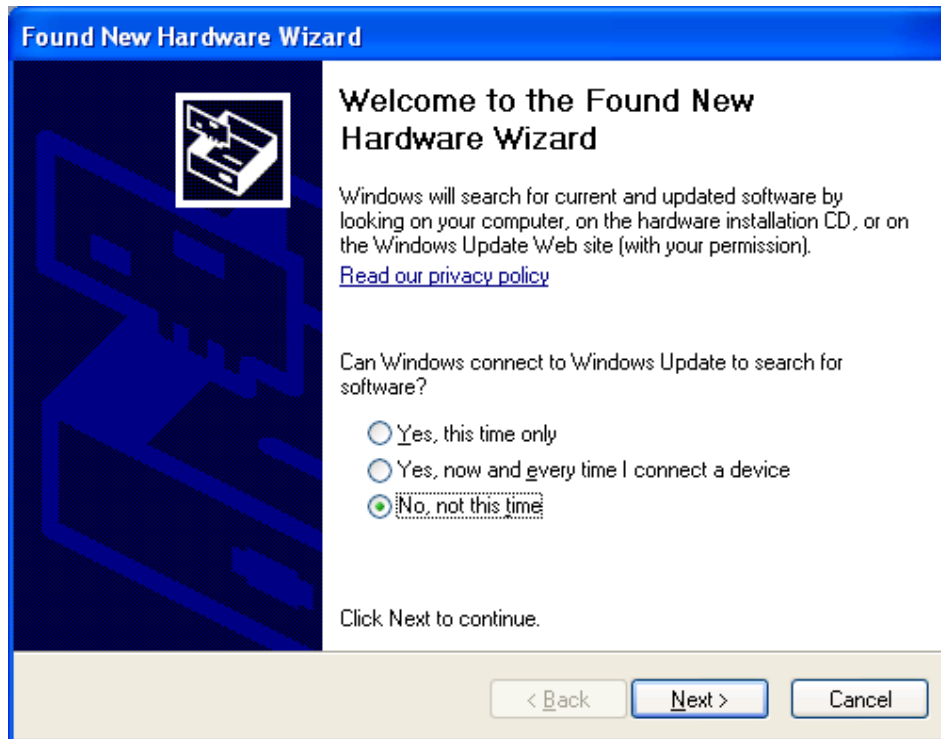 Found New Hardware Wizard
Welcome to the Found New
Hardware Wizard
Windows will search for current and updated software by
looking on your computer, on the hardware installation CD, or on
the Windows Update Web site (with your permission).
Read our privacy policy
Can Windows connect to Windows Update to search for
software?
Yes, this time only
Yes, now and every time I connect a device
No, not this time
Click Next to continue.
< Back Next > Cancel